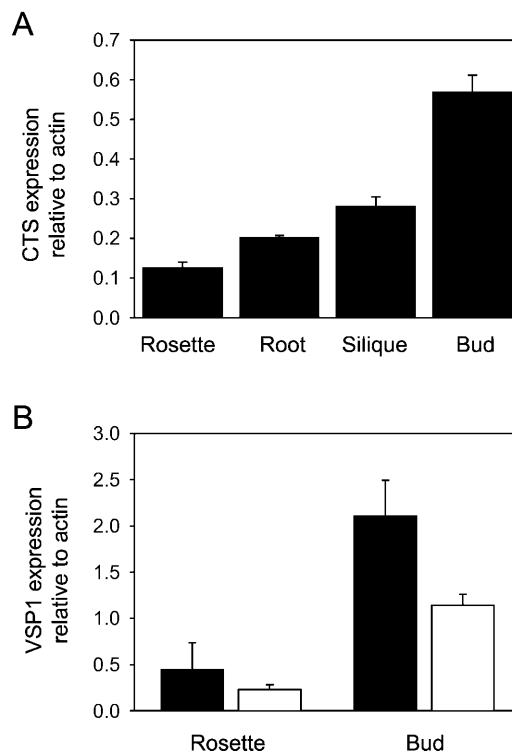 A
CTS expression
relative to actin
0.7
0.6
0.5
0.4
0.3
0.2
0.1
0.0
Rosette Root Silique Bud
B
VSP1 expression
relative to actin
3.0
2.5
2.0
1.5
1.0
0.5
0.0
Rosette Bud